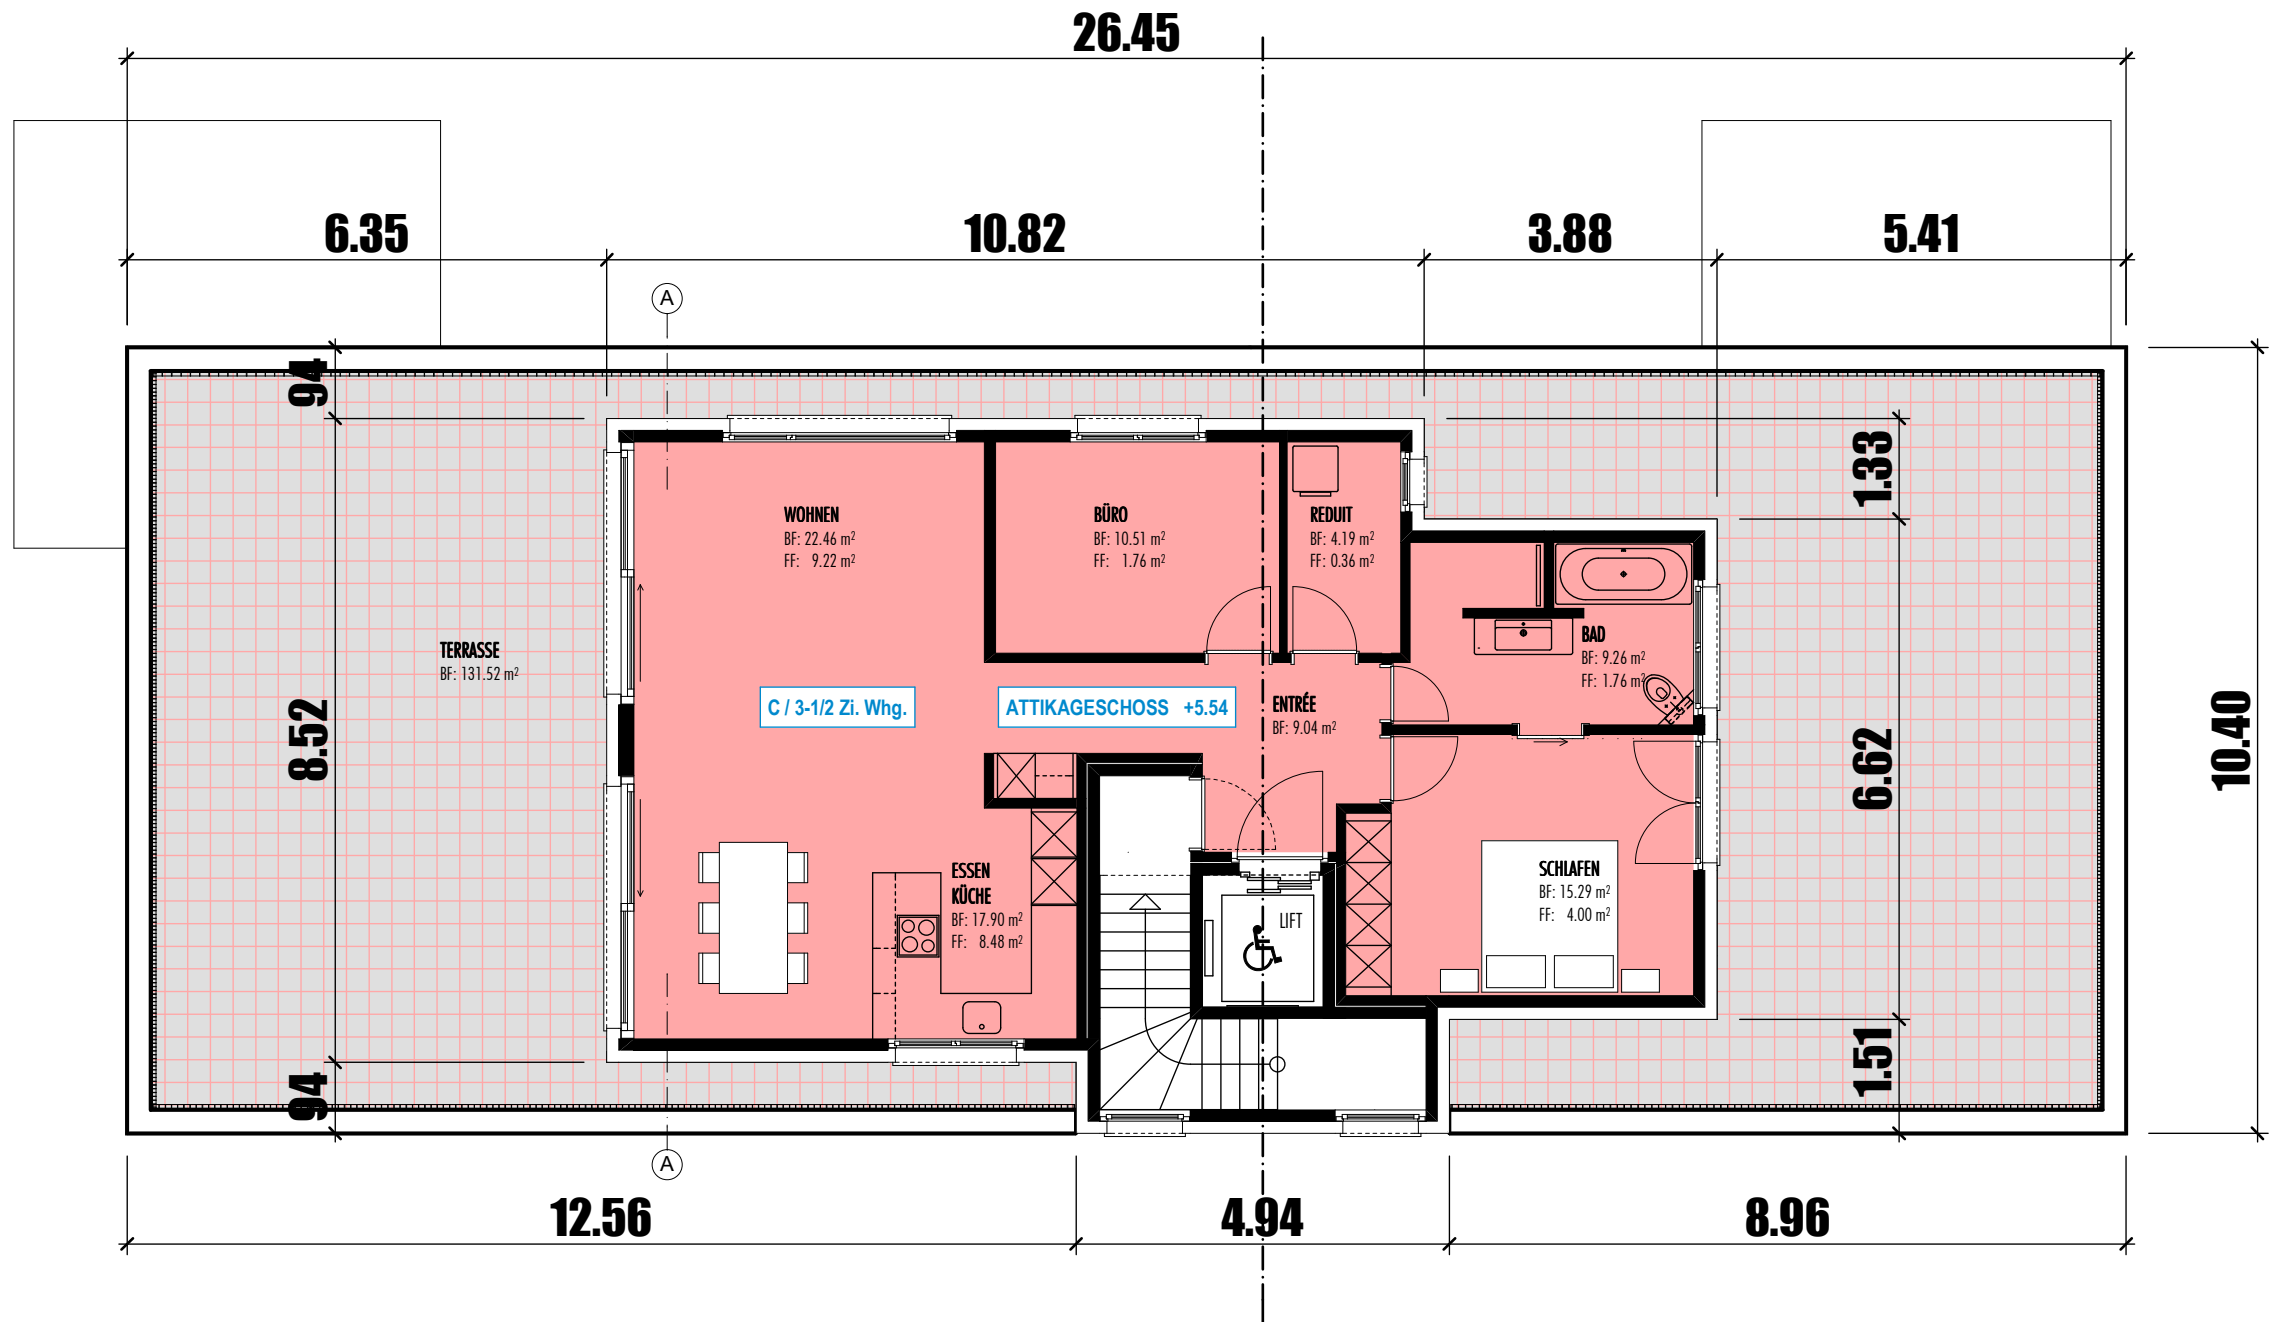 26.45
6.35
10.82
3.88
5.41
A
94
1.33
WOHNEN
BF: 22.46 m²
FF: 9.22 m²
BÜRO
BF: 10.51 m²
FF: 1.76 m²
REDUIT
BF: 4.19 m²
FF: 0.36 m²
TERRASSE
BF: 131.52 m²
BAD
BF: 9.26 m²
FF: 1.76 m²
C / 3-1/2 Zi. Whg.
ATTIKAGESCHOSS +5.54
ENTRÉE
BF: 9.04 m²
8.52
6.62
10.40
ESSEN
KÜCHE
BF: 17.90 m²
FF: 8.48 m²
LIFT
SCHLAFEN
BF: 15.29 m²
FF: 4.00 m²
94
1.51
A
12.56
4.94
8.96